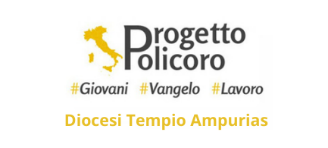 Progetto
Policoro
#Giovani #Vangelo #Lavoro
Diocesi Tempio Ampurias